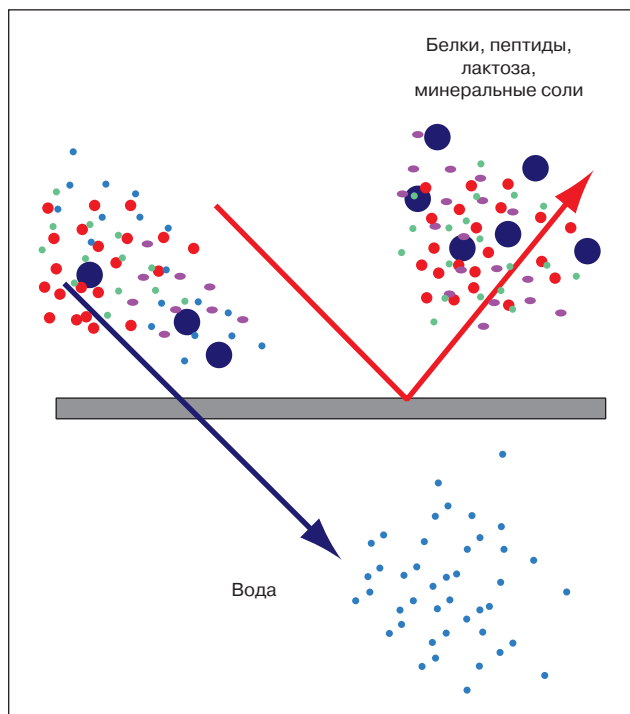 Белки, пептиды,
лактоза,
минеральные соли
Вода